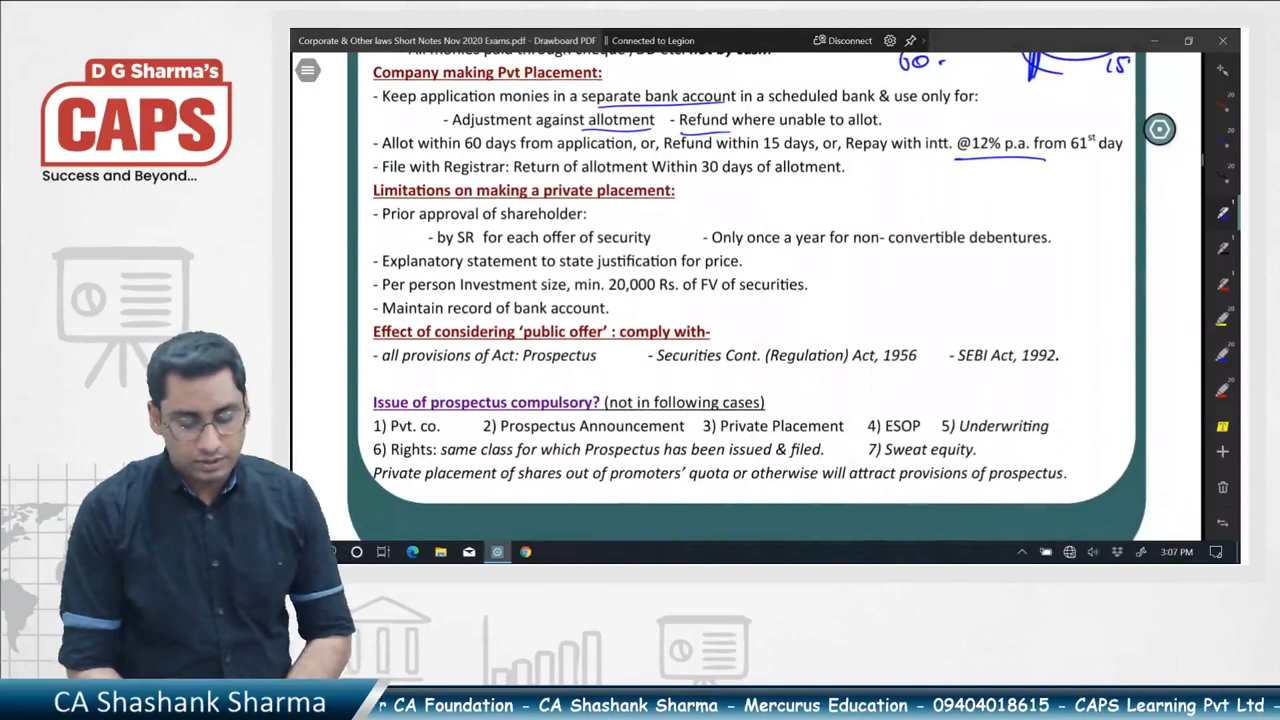 D G Sharma's
CAPS
Success and Beyond...
Corporate & Other laws Short Notes Nov 2020 Exams.pdf - Drawboard PDF
Connected to Legion
Disconnect
60
15
Company making Pvt Placement:
- Keep application monies in a separate bank account in a scheduled bank & use only for:
- Adjustment against allotment - Refund where unable to allot.
- Allot within 60 days from application, or, Refund within 15 days, or, Repay with intt. @12% p.a. from 61st day
- File with Registrar: Return of allotment Within 30 days of allotment.
Limitations on making a private placement:
- Prior approval of shareholder:
- by SR for each offer of security - Only once a year for non- convertible debentures.
- Explanatory statement to state justification for price.
- Per person Investment size, min. 20,000 Rs. of FV of securities.
- Maintain record of bank account.
Effect of considering ‘public offer’ : comply with-
- all provisions of Act: Prospectus - Securities Cont. (Regulation) Act, 1956 - SEBI Act, 1992.
Issue of prospectus compulsory? (not in following cases)
1) Pvt. co. 2) Prospectus Announcement 3) Private Placement 4) ESOP 5) Underwriting
6) Rights: same class for which Prospectus has been issued & filed. 7) Sweat equity.
Private placement of shares out of promoters’ quota or otherwise will attract provisions of prospectus.
3:07 PM
CA Shashank Sharma
r CA Foundation - CA Shashank Sharma - Mercurus Education - 09404018615 - CAPS Learning Pvt Ltd -